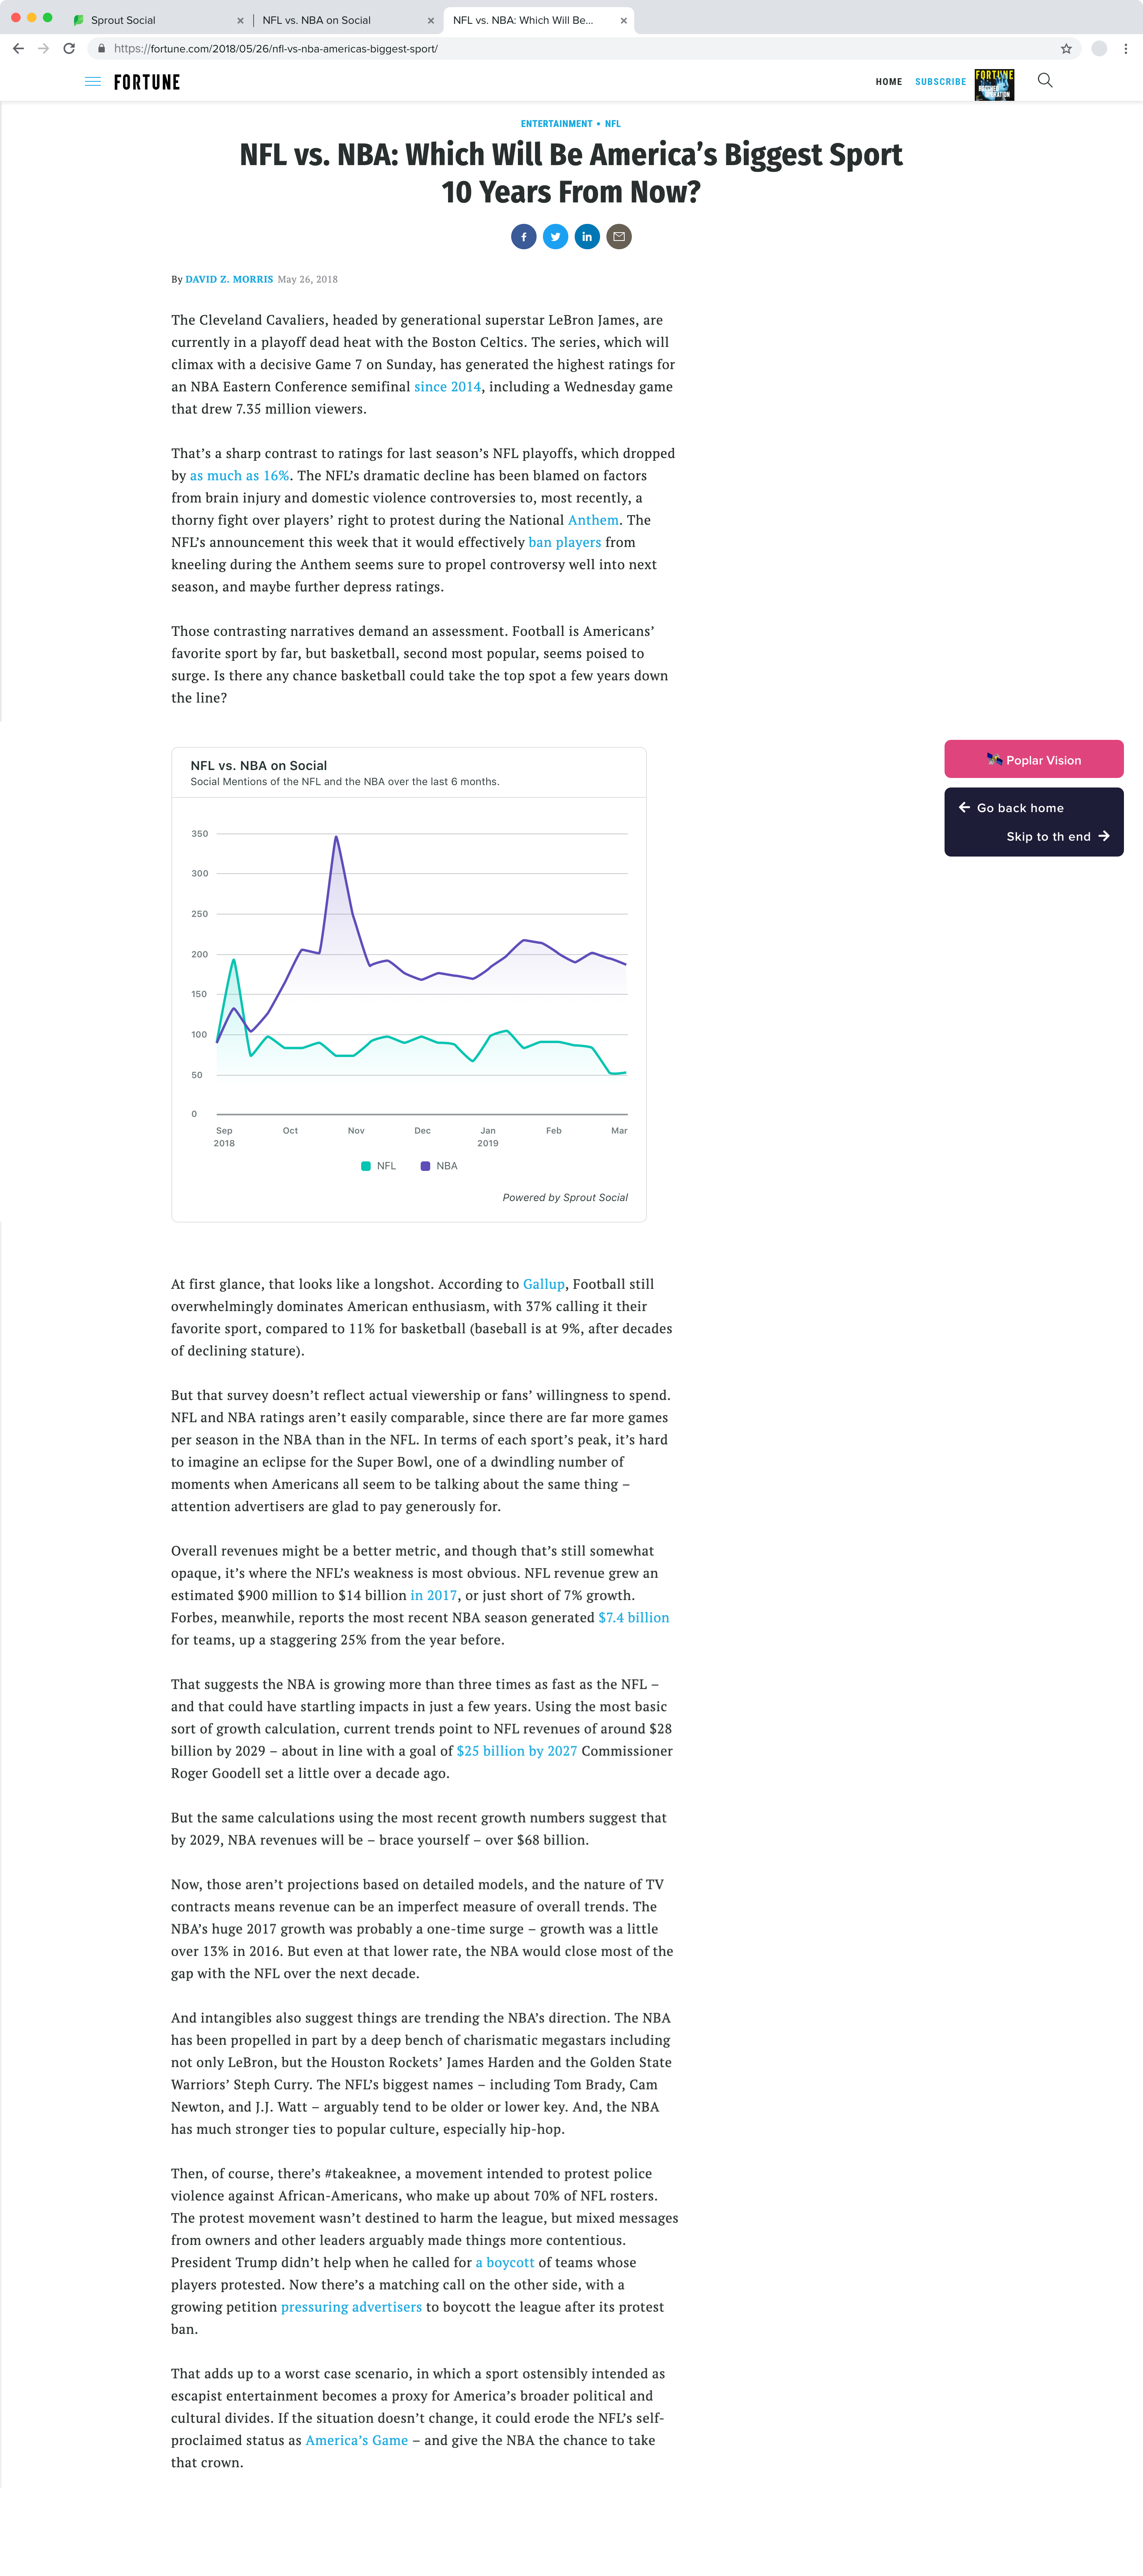 Sprout Social
NFL vs. NBA on Social
NFL vs. NBA: Which Will Be...
https://fortune.com/2018/05/26/nfl-vs-nba-americas-biggest-sport/
FORTUNE
HOME
SUBSCRIBE
FORTUNE
ENTERTAINMENT • NFL
NFL vs. NBA: Which Will Be America’s Biggest Sport
10 Years From Now?
By DAVID Z. MORRIS May 26, 2018
The Cleveland Cavaliers, headed by generational superstar LeBron James, are
currently in a playoff dead heat with the Boston Celtics. The series, which will
climax with a decisive Game 7 on Sunday, has generated the highest ratings for
an NBA Eastern Conference semifinal since 2014, including a Wednesday game
that drew 7.35 million viewers.
That’s a sharp contrast to ratings for last season’s NFL playoffs, which dropped
by as much as 16%. The NFL’s dramatic decline has been blamed on factors
from brain injury and domestic violence controversies to, most recently, a
thorny fight over players’ right to protest during the National Anthem. The
NFL’s announcement this week that it would effectively ban players from
kneeling during the Anthem seems sure to propel controversy well into next
season, and maybe further depress ratings.
Those contrasting narratives demand an assessment. Football is Americans’
favorite sport by far, but basketball, second most popular, seems poised to
surge. Is there any chance basketball could take the top spot a few years down
the line?
Poplar Vision
Go back home
Skip to th end
NFL vs. NBA on Social
Social Mentions of the NFL and the NBA over the last 6 months.
350
300
250
200
150
100
50
0
Sep Oct Nov Dec Jan Feb Mar
2018 2019
NFL NBA
Powered by Sprout Social
At first glance, that looks like a longshot. According to Gallup, Football still
overwhelmingly dominates American enthusiasm, with 37% calling it their
favorite sport, compared to 11% for basketball (baseball is at 9%, after decades
of declining stature).
But that survey doesn’t reflect actual viewership or fans’ willingness to spend.
NFL and NBA ratings aren’t easily comparable, since there are far more games
per season in the NBA than in the NFL. In terms of each sport’s peak, it’s hard
to imagine an eclipse for the Super Bowl, one of a dwindling number of
moments when Americans all seem to be talking about the same thing –
attention advertisers are glad to pay generously for.
Overall revenues might be a better metric, and though that’s still somewhat
opaque, it’s where the NFL’s weakness is most obvious. NFL revenue grew an
estimated $900 million to $14 billion in 2017, or just short of 7% growth.
Forbes, meanwhile, reports the most recent NBA season generated $7.4 billion
for teams, up a staggering 25% from the year before.
That suggests the NBA is growing more than three times as fast as the NFL –
and that could have startling impacts in just a few years. Using the most basic
sort of growth calculation, current trends point to NFL revenues of around $28
billion by 2029 – about in line with a goal of $25 billion by 2027 Commissioner
Roger Goodell set a little over a decade ago.
But the same calculations using the most recent growth numbers suggest that
by 2029, NBA revenues will be – brace yourself – over $68 billion.
Now, those aren’t projections based on detailed models, and the nature of TV
contracts means revenue can be an imperfect measure of overall trends. The
NBA’s huge 2017 growth was probably a one-time surge – growth was a little
over 13% in 2016. But even at that lower rate, the NBA would close most of the
gap with the NFL over the next decade.
And intangibles also suggest things are trending the NBA’s direction. The NBA
has been propelled in part by a deep bench of charismatic megastars including
not only LeBron, but the Houston Rockets’ James Harden and the Golden State
Warriors’ Steph Curry. The NFL’s biggest names – including Tom Brady, Cam
Newton, and J.J. Watt – arguably tend to be older or lower key. And, the NBA
has much stronger ties to popular culture, especially hip-hop.
Then, of course, there’s #takeaknee, a movement intended to protest police
violence against African-Americans, who make up about 70% of NFL rosters.
The protest movement wasn’t destined to harm the league, but mixed messages
from owners and other leaders arguably made things more contentious.
President Trump didn’t help when he called for a boycott of teams whose
players protested. Now there’s a matching call on the other side, with a
growing petition pressuring advertisers to boycott the league after its protest
ban.
That adds up to a worst case scenario, in which a sport ostensibly intended as
escapist entertainment becomes a proxy for America’s broader political and
cultural divides. If the situation doesn’t change, it could erode the NFL’s self-
proclaimed status as America’s Game – and give the NBA the chance to take
that crown.